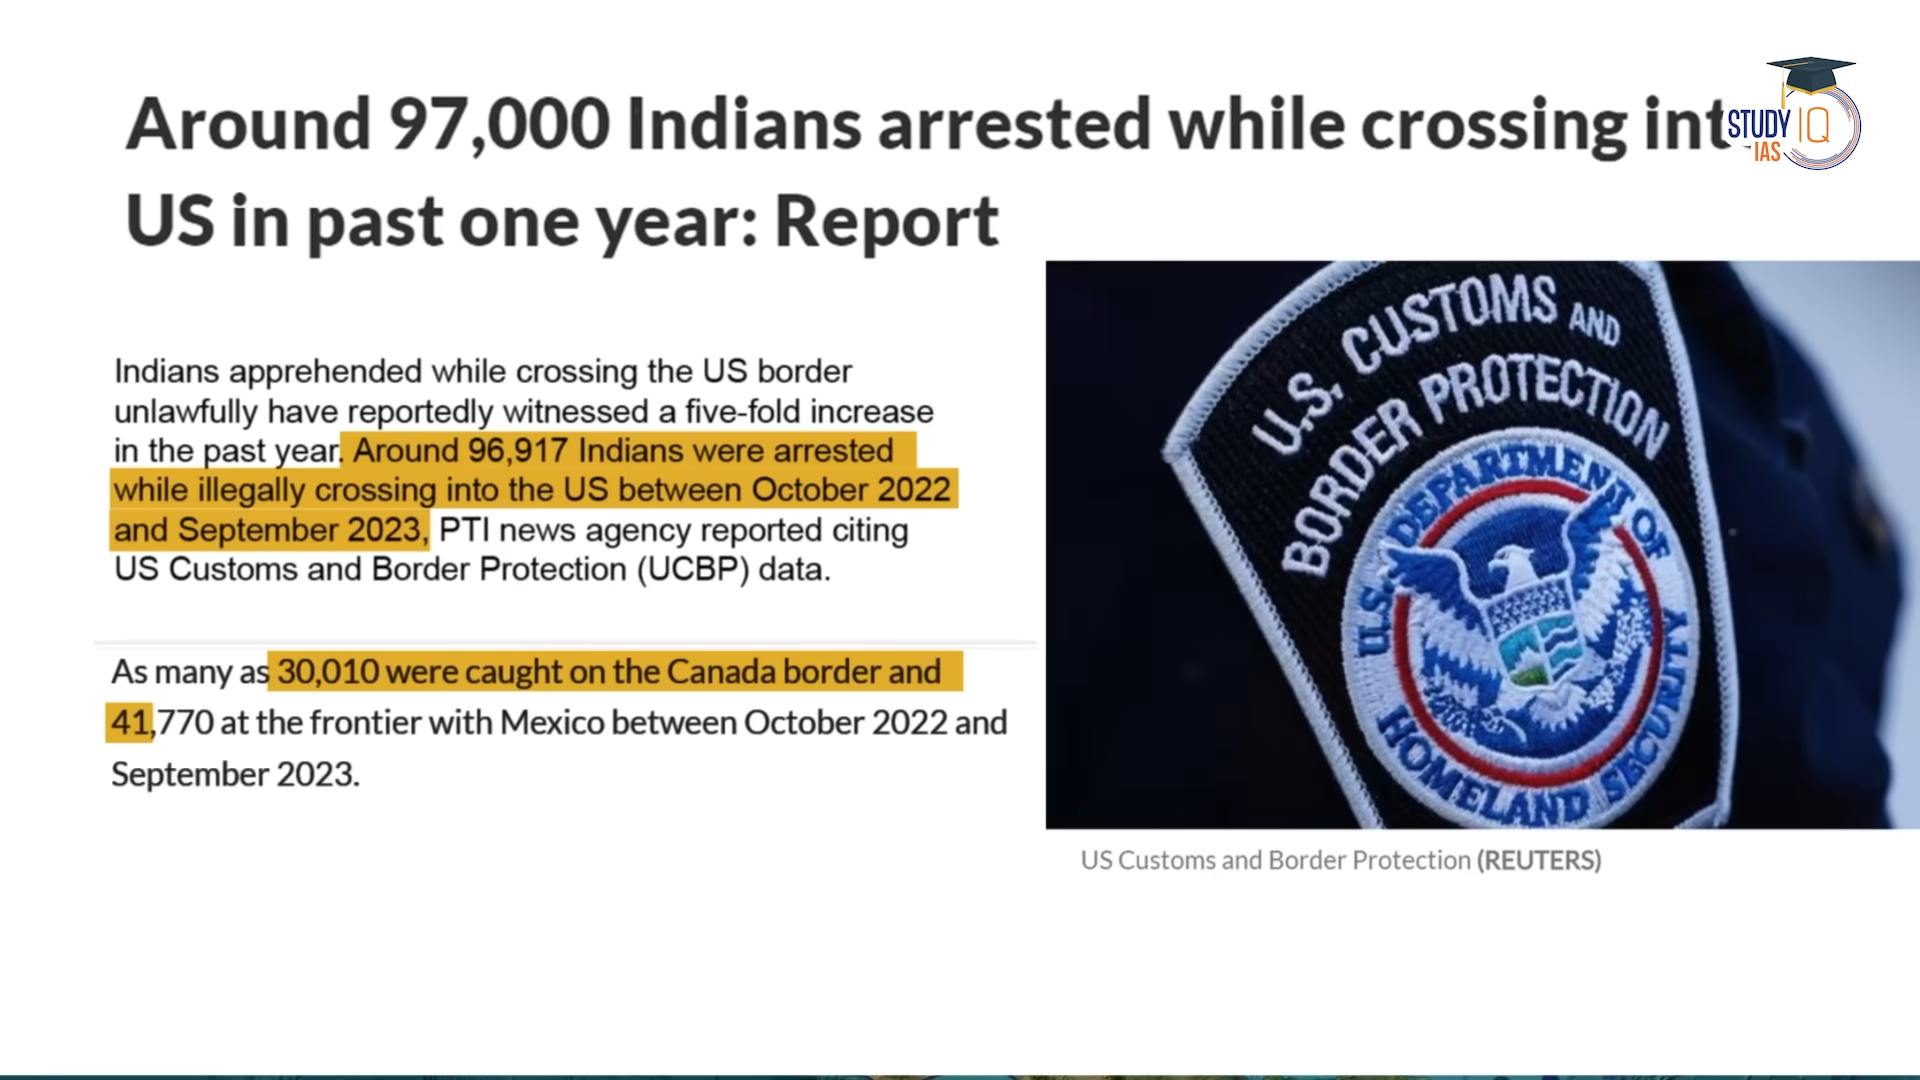 Around 97,000 Indians arrested while crossing int
US in past one year: Report
STUDY IQ
IAS
Indians apprehended while crossing the US border
unlawfully have reportedly witnessed a five-fold increase
in the past year. Around 96,917 Indians were arrested
while illegally crossing into the US between October 2022
and September 2023, PTI news agency reported citing
US Customs and Border Protection (UCBP) data.
As many as 30,010 were caught on the Canada border and
41,770 at the frontier with Mexico between October 2022 and
September 2023.
U.S. CUSTOMS AND
BORDER PROTECTION
U.S. DEPARTMENT OF
HOMELAND SECURITY
US Customs and Border Protection (REUTERS)